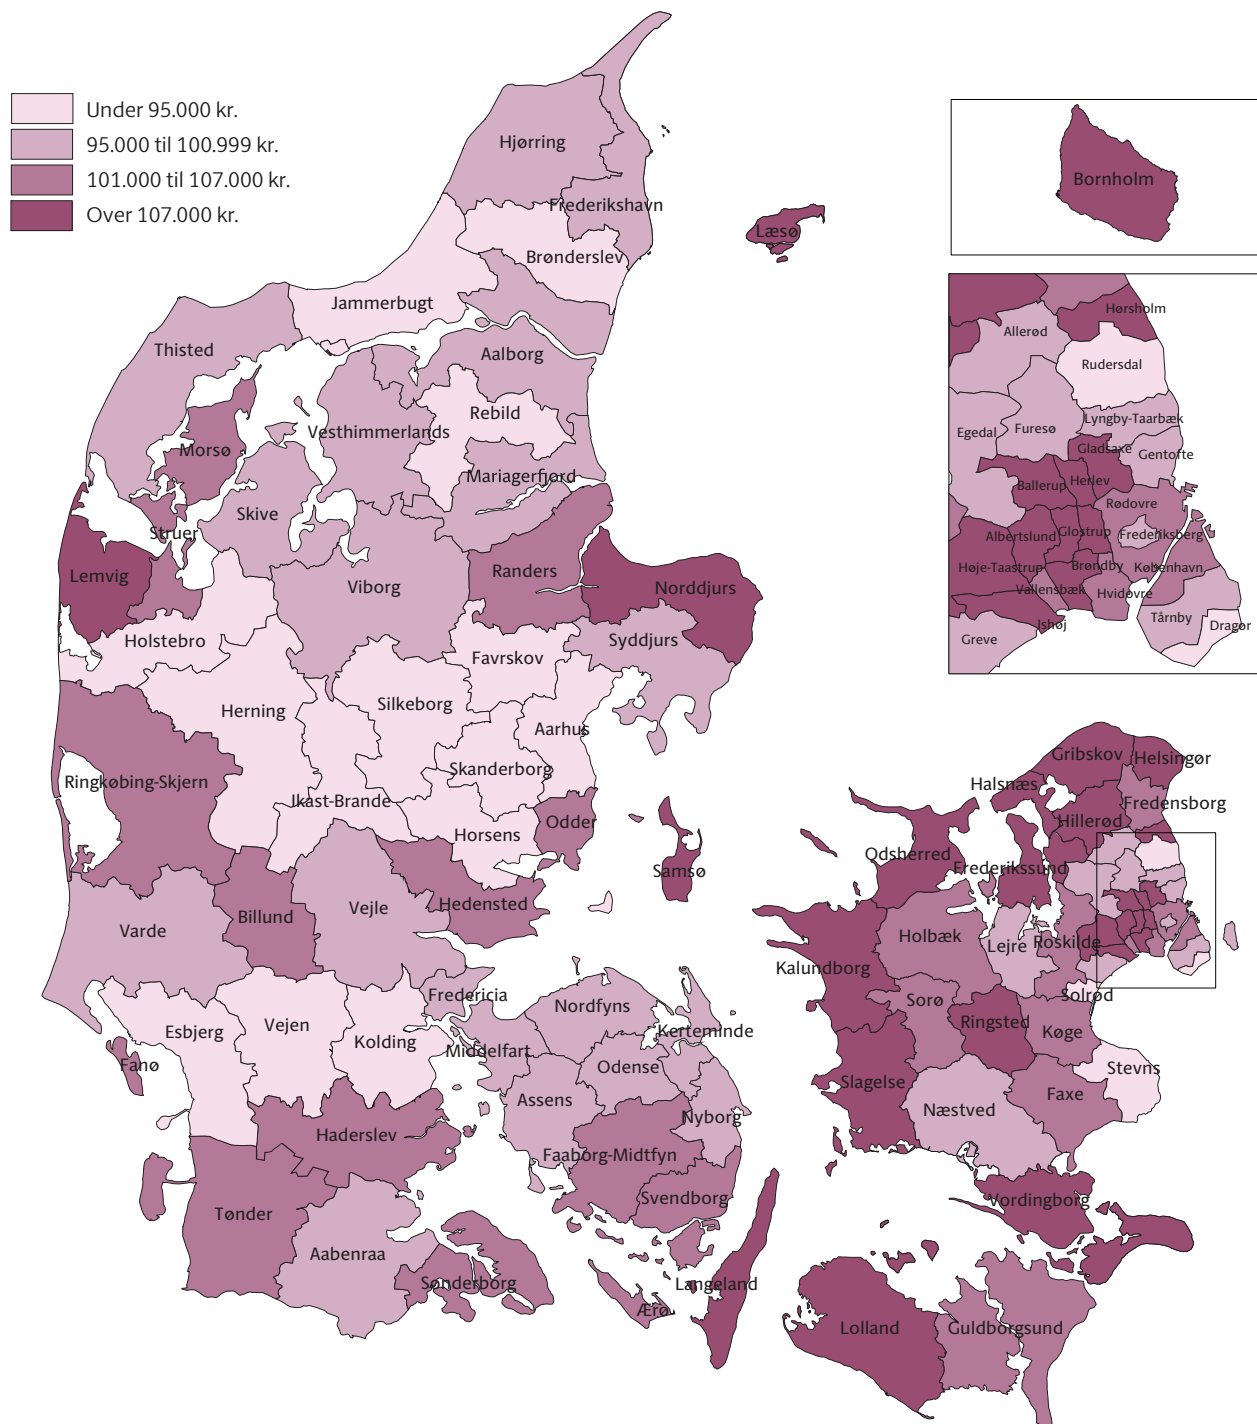 Under 95.000 kr.
95.000 til 100.999 kr.
101.000 til 107.000 kr.
Over 107.000 kr.
Hjørring
Frederikshavn
Brønderslev
Læsø
Jammerbugt
Thisted
Aalborg
Rebild
Vesthimmerlands
Morsø
Mariagerfjord
Skive
Struer
Lemvig
Viborg
Randers
Norddjurs
Holstebro
Syddjurs
Favrskov
Herning
Silkeborg
Aarhus
Skanderborg
Ringkøbing-Skjern
Ikast-Brande
Horsens
Odder
Samsø
Hedensted
Vejle
Billund
Varde
Fredericia
Nordfyns
Kerteminde
Esbjerg
Vejen
Kolding
Middelfart
Odense
Fanø
Assens
Nyborg
Haderslev
Faaborg-Midtfyn
Svendborg
Tønder
Aabenraa
Sønderborg
Langeland
Ærø
Bornholm
Hørsholm
Allerød
Rudersdal
Lyngby-Taarbæk
Egedal
Furesø
Gladsaxe
Gentofte
Ballerup
Herlev
Rødovre
Albertslund
Glostrup
Frederiksberg
Høje-Taastrup
Brøndby
København
Vallensbæk
Hvidovre
Ishøj
Tårnby
Dragør
Greve
Gribskov
Helsingør
Halsnæs
Fredensborg
Hillerød
Odsherred
Frederikssund
Holbæk
Lejre
Roskilde
Kalundborg
Solrød
Sorø
Ringsted
Køge
Stevns
Slagelse
Næstved
Faxe
Vordingborg
Lolland
Guldborgsund